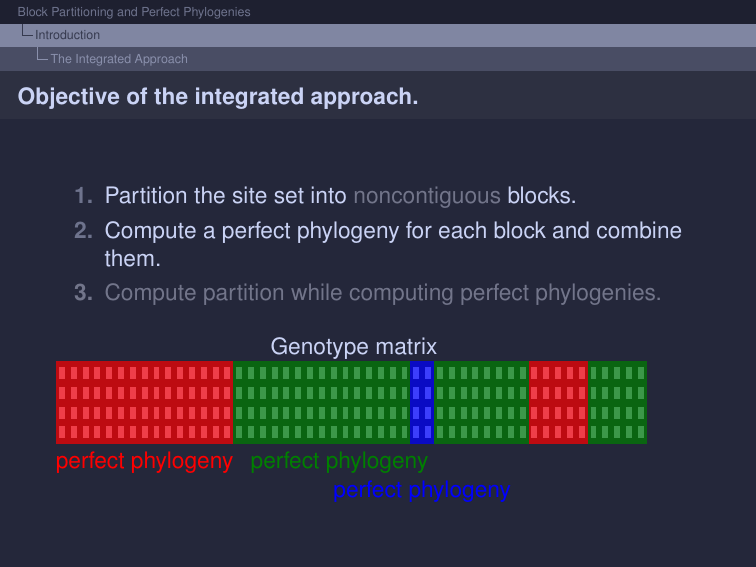 Block Partitioning and Perfect Phylogenies
Introduction
The Integrated Approach
Objective of the integrated approach.
1. Partition the site set into noncontiguous blocks.
2. Compute a perfect phylogeny for each block and combine
them.
3. Compute partition while computing perfect phylogenies.
Genotype matrix
perfect phylogeny perfect phylogeny
perfect phylogeny